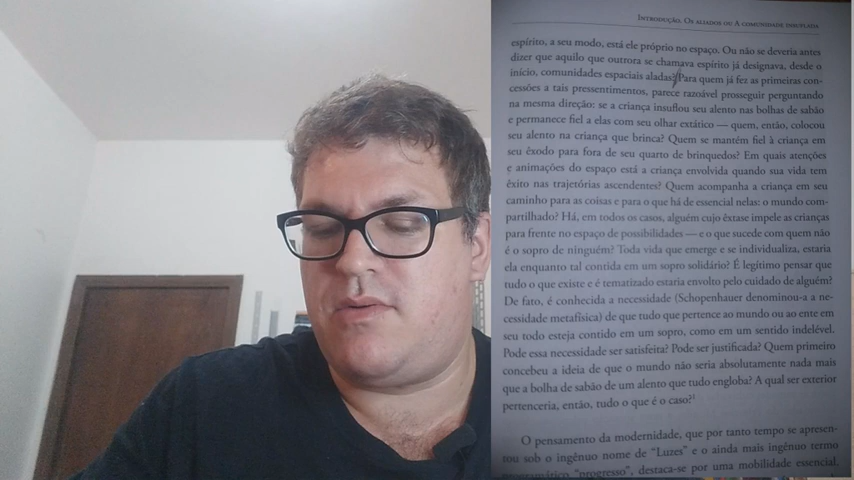 Introdução. Os aliados ou A comunidade insuflada
espírito, a seu modo, está ele próprio no espaço. Ou não se deveria antes
dizer que aquilo que outrora se chamava espírito já designava, desde o
início, comunidades espaciais aladas? Para quem já fez as primeiras con-
cessões a tais pressentimentos, parece razoável prosseguir perguntando
na mesma direção: se a criança insuflou seu alento nas bolhas de sabão
e permanece fiel a elas com seu olhar extático — quem, então, colocou
seu alento na criança que brinca? Quem se mantém fiel à criança em
seu êxodo para fora de seu quarto de brinquedos? Em quais atenções
e animações do espaço está a criança envolvida quando sua vida tem
êxito nas trajetórias ascendentes? Quem acompanha a criança em seu
caminho para as coisas e para o que há de essencial nelas: o mundo com-
partilhado? Há, em todos os casos, alguém cujo êxtase impele as crianças
para frente no espaço de possibilidades — e o que sucede com quem não
é o sopro de ninguém? Toda vida que emerge e se individualiza, estaria
ela enquanto tal contida em um sopro solidário? É legítimo pensar que
tudo o que existe e é tematizado estaria envolto pelo cuidado de alguém?
De fato, é conhecida a necessidade (Schopenhauer denominou-a a ne-
cessidade metafísica) de que tudo que pertence ao mundo ou ao ente em
seu todo esteja contido em um sopro, como em um sentido indelével.
Pode essa necessidade ser satisfeita? Pode ser justificada? Quem primeiro
concebeu a ideia de que o mundo não seria absolutamente nada mais
que a bolha de sabão de um alento que tudo engloba? A qual ser exterior
pertenceria, então, tudo o que é o caso?¹
O pensamento da modernidade, que por tanto tempo se apresen-
tou sob o ingênuo nome de “Luzes” e o ainda mais ingênuo termo
programático “progresso”, destaca-se por uma mobilidade essencial.